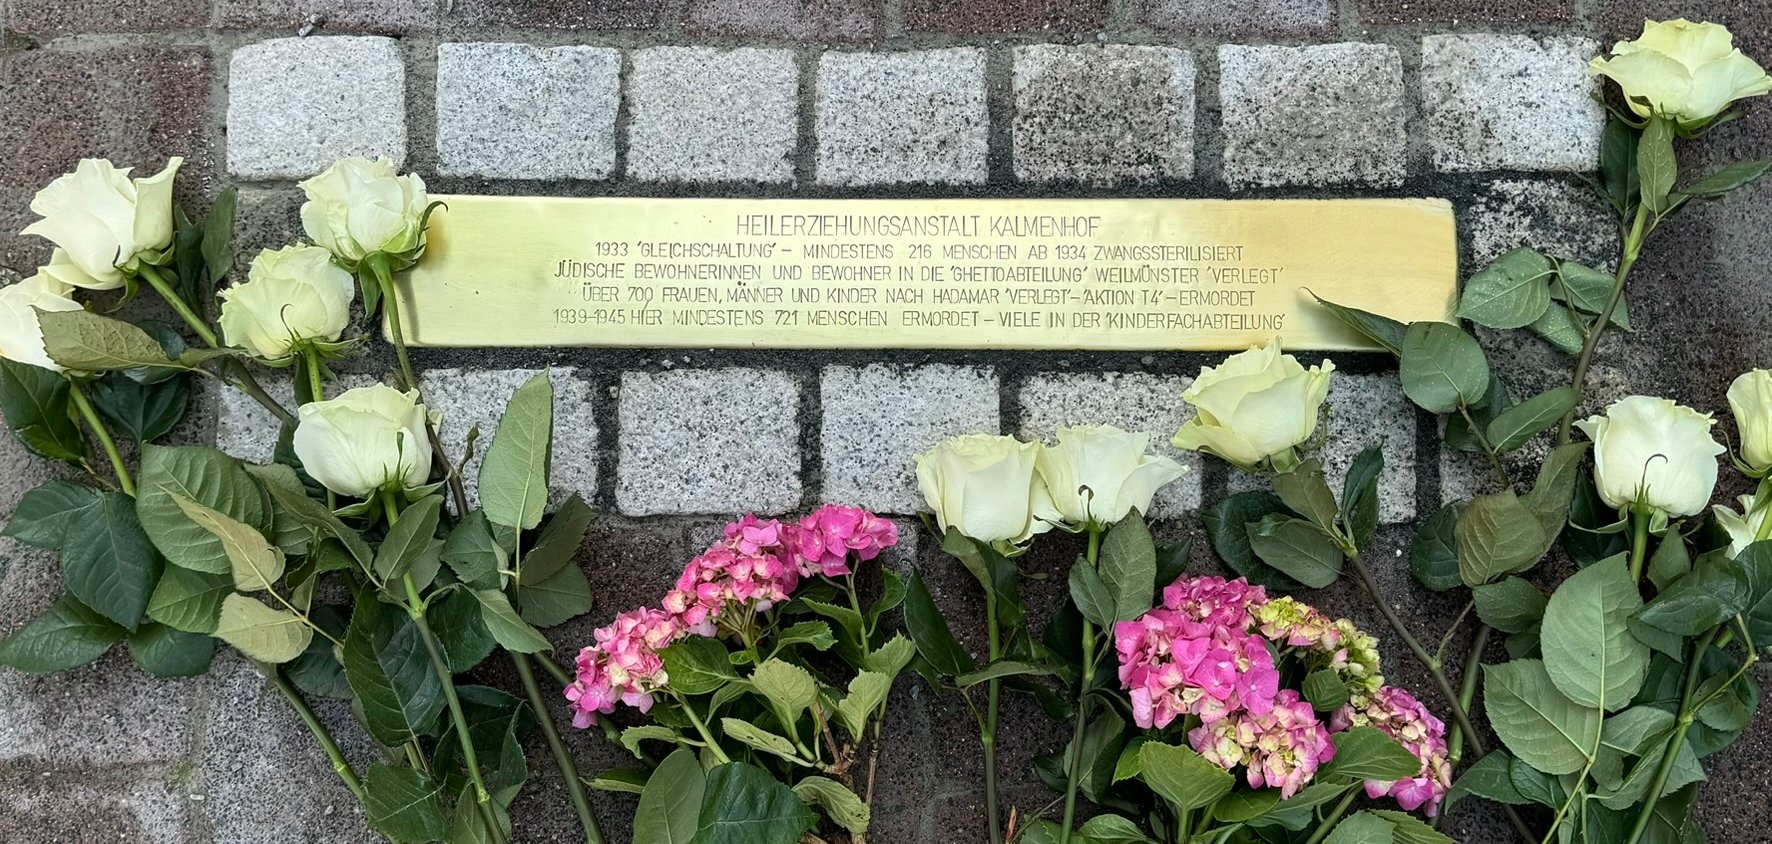 HEILERZIEHUNGSANSTALT KALMENHOF
1933 'GLEICHSCHALTUNG' – MINDESTENS 216 MENSCHEN AB 1934 ZWANGSSTERILISIERT
JÜDISCHE BEWOHNERINNEN UND BEWOHNER IN DIE 'GHETTOABTEILUNG' WEILMÜNSTER 'VERLEGT'
ÜBER 700 FRAUEN, MÄNNER UND KINDER NACH HADAMAR 'VERLEGT' – 'AKTION T4' – ERMORDET
1939–1945 HIER MINDESTENS 721 MENSCHEN ERMORDET – VIELE IN DER 'KINDERFACHABTEILUNG'